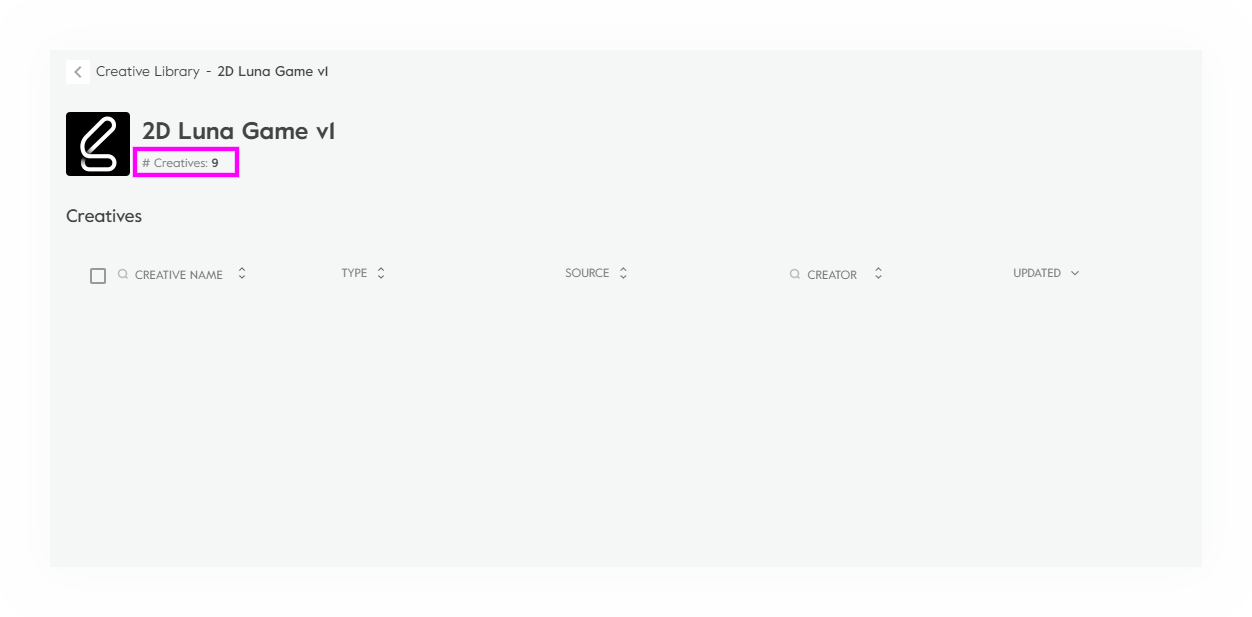 Creative Library - 2D Luna Game v1
2D Luna Game v1
# Creatives: 9
Creatives
CREATIVE NAME TYPE SOURCE CREATOR UPDATED